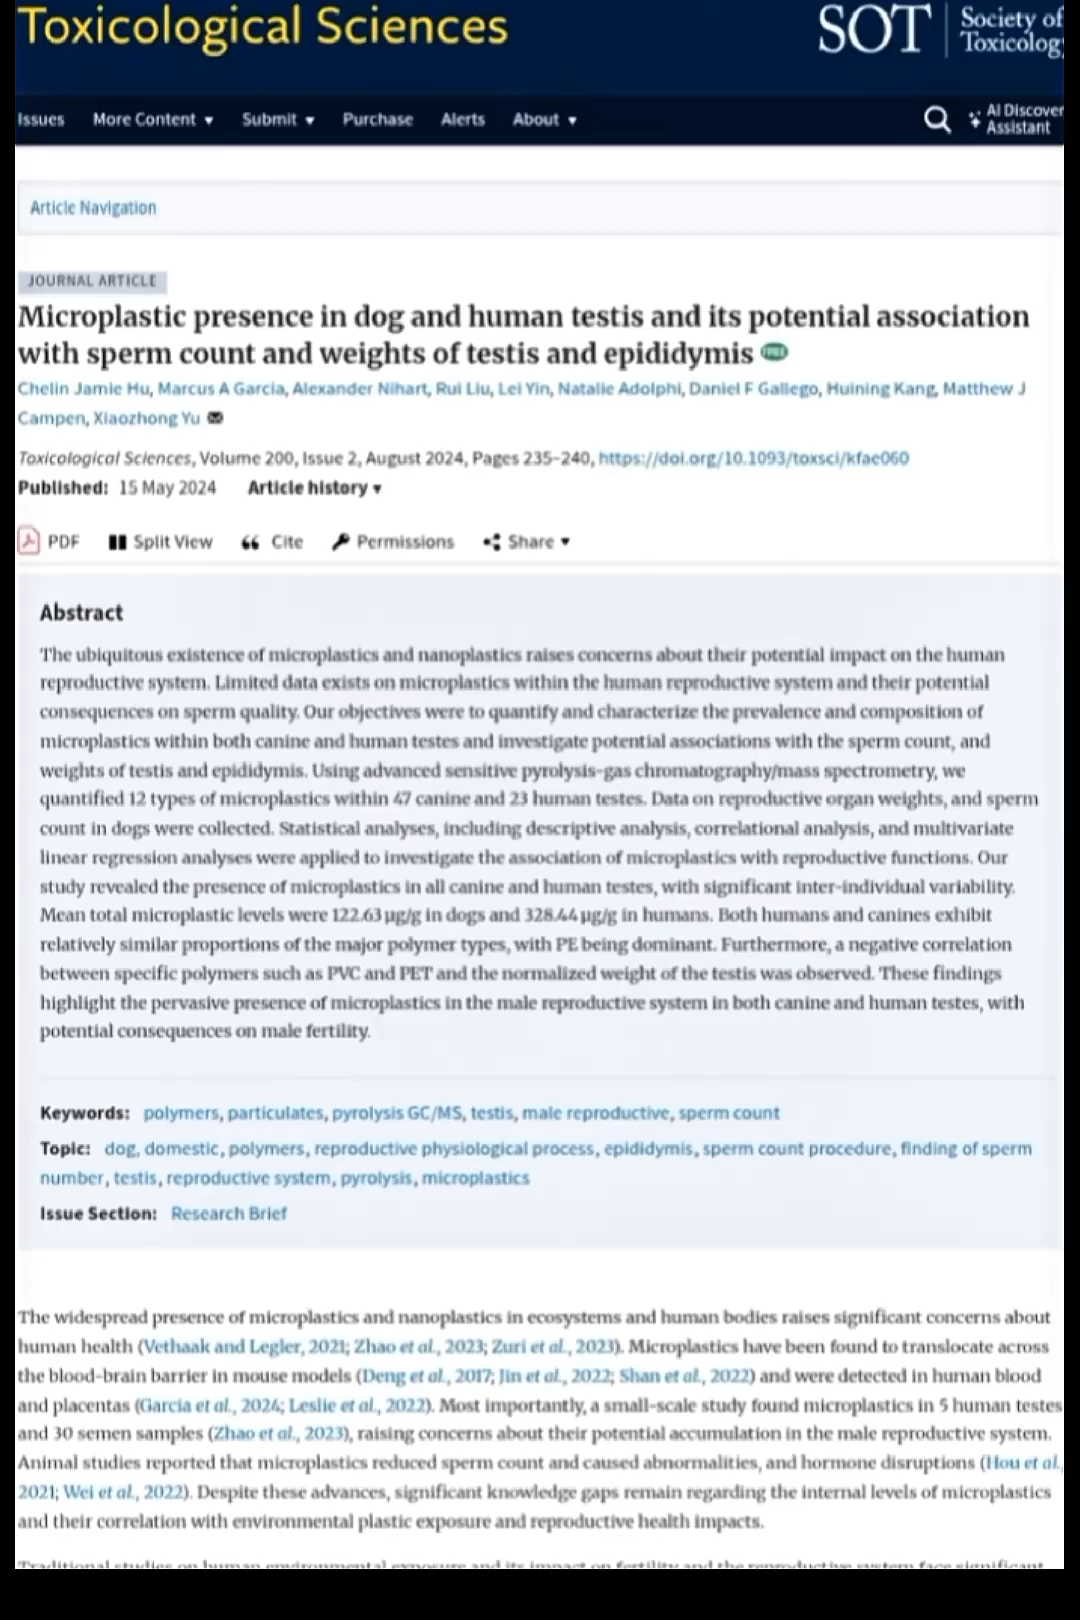 Toxicological Sciences
SOT
Society of
Toxicolog
Issues More Content ▼ Submit ▼ Purchase Alerts About ▼
AI Discover
Assistant
Article Navigation
JOURNAL ARTICLE
Microplastic presence in dog and human testis and its potential association
with sperm count and weights of testis and epididymis FREE
Chelin Jamie Hu, Marcus A Garcia, Alexander Nihart, Rui Liu, Lei Yin, Natalie Adolphi, Daniel F Gallego, Huining Kang, Matthew J
Campen, Xiaozhong Yu
Toxicological Sciences, Volume 200, Issue 2, August 2024, Pages 235–240, https://doi.org/10.1093/toxsci/kfae060
Published: 15 May 2024 Article history ▼
PDF Split View Cite Permissions Share ▼
Abstract
The ubiquitous existence of microplastics and nanoplastics raises concerns about their potential impact on the human
reproductive system. Limited data exists on microplastics within the human reproductive system and their potential
consequences on sperm quality. Our objectives were to quantify and characterize the prevalence and composition of
microplastics within both canine and human testes and investigate potential associations with the sperm count, and
weights of testis and epididymis. Using advanced sensitive pyrolysis-gas chromatography/mass spectrometry, we
quantified 12 types of microplastics within 47 canine and 23 human testes. Data on reproductive organ weights, and sperm
count in dogs were collected. Statistical analyses, including descriptive analysis, correlational analysis, and multivariate
linear regression analyses were applied to investigate the association of microplastics with reproductive functions. Our
study revealed the presence of microplastics in all canine and human testes, with significant inter-individual variability.
Mean total microplastic levels were 122.63 µg/g in dogs and 328.44 µg/g in humans. Both humans and canines exhibit
relatively similar proportions of the major polymer types, with PE being dominant. Furthermore, a negative correlation
between specific polymers such as PVC and PET and the normalized weight of the testis was observed. These findings
highlight the pervasive presence of microplastics in the male reproductive system in both canine and human testes, with
potential consequences on male fertility.
Keywords: polymers, particulates, pyrolysis GC/MS, testis, male reproductive, sperm count
Topic: dog, domestic, polymers, reproductive physiological process, epididymis, sperm count procedure, finding of sperm
number, testis, reproductive system, pyrolysis, microplastics
Issue Section: Research Brief
The widespread presence of microplastics and nanoplastics in ecosystems and human bodies raises significant concerns about
human health (Vethaak and Legler, 2021; Zhao et al., 2023; Zuri et al., 2023). Microplastics have been found to translocate across
the blood-brain barrier in mouse models (Deng et al., 2017; Jin et al., 2022; Shan et al., 2022) and were detected in human blood
and placentas (Garcia et al., 2024; Leslie et al., 2022). Most importantly, a small-scale study found microplastics in 5 human testes
and 30 semen samples (Zhao et al., 2023), raising concerns about their potential accumulation in the male reproductive system.
Animal studies reported that microplastics reduced sperm count and caused abnormalities, and hormone disruptions (Hou et al.,
2021; Wei et al., 2022). Despite these advances, significant knowledge gaps remain regarding the internal levels of microplastics
and their correlation with environmental plastic exposure and reproductive health impacts.
Traditional studies on human environmental exposure and its impact on fertility and the reproductive system face significant